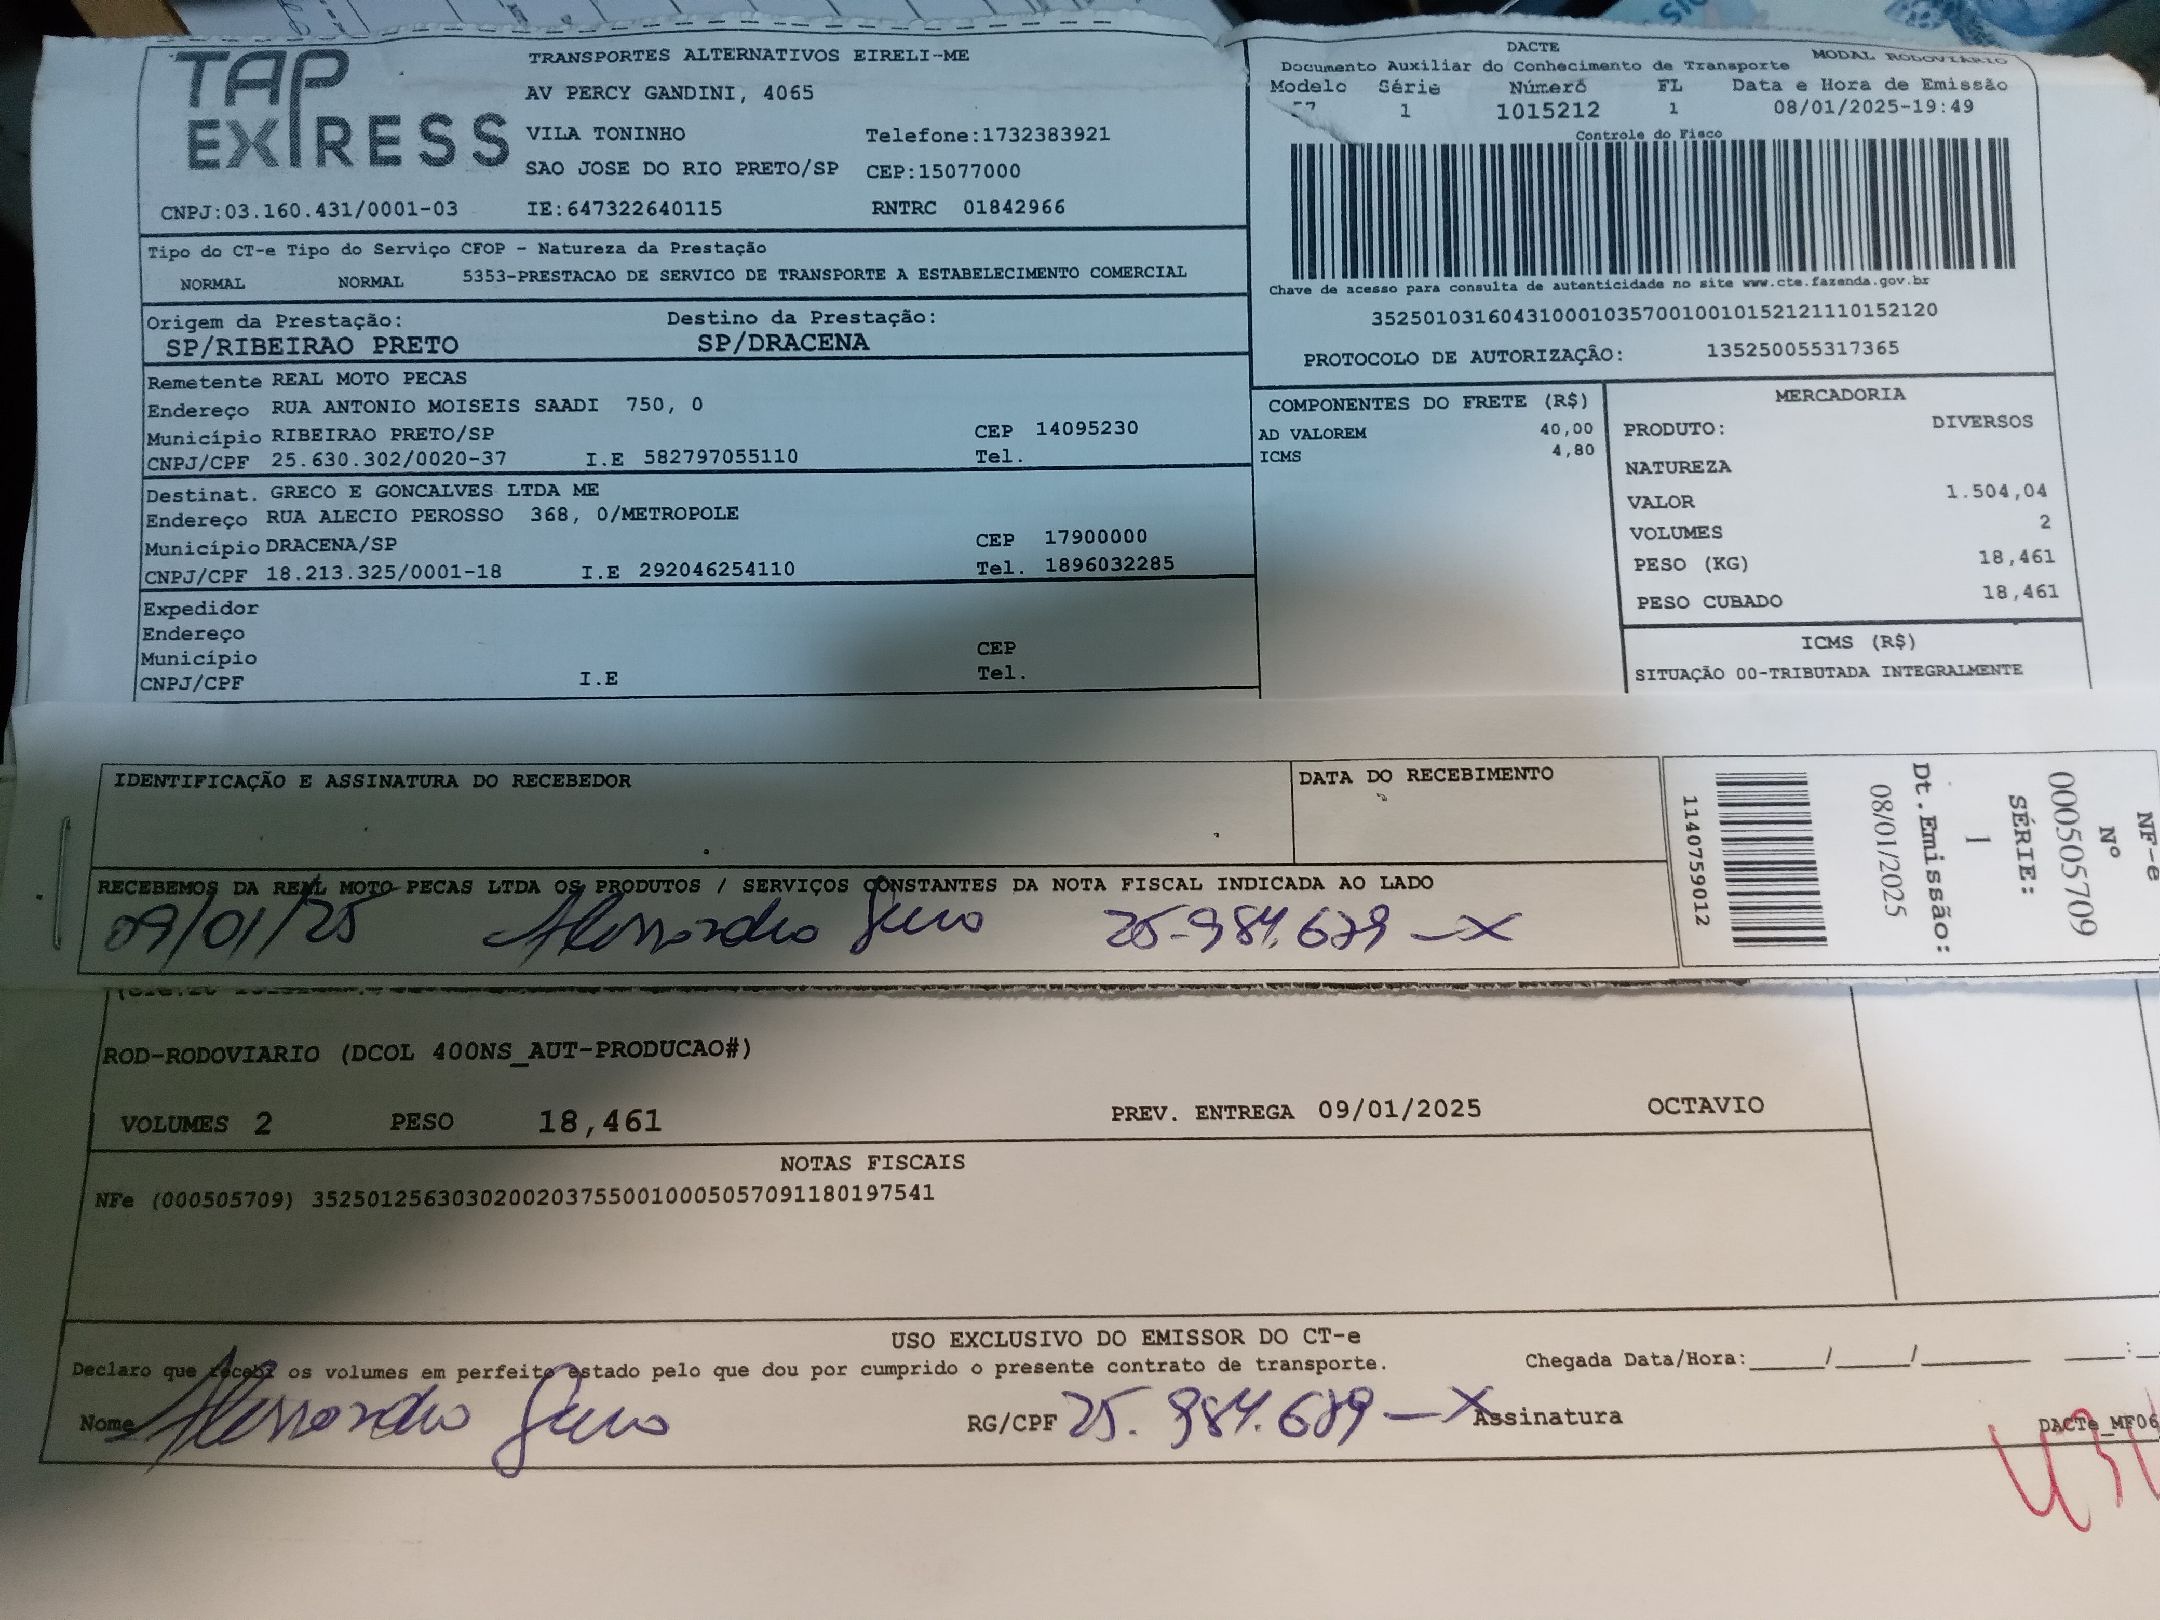 TAP EXPRESS
TRANSPORTES ALTERNATIVOS EIRELI-ME
AV PERCY GANDINI, 4065
VILA TONINHO Telefone:1732383921
SAO JOSE DO RIO PRETO/SP CEP:15077000
CNPJ:03.160.431/0001-03 IE:647322640115 RNTRC 01842966
Tipo do CT-e Tipo do Serviço CFOP - Natureza da Prestação
NORMAL NORMAL 5353-PRESTACAO DE SERVICO DE TRANSPORTE A ESTABELECIMENTO COMERCIAL
Origem da Prestação: Destino da Prestação:
SP/RIBEIRAO PRETO SP/DRACENA
Remetente REAL MOTO PECAS
Endereço RUA ANTONIO MOISEIS SAADI 750, 0
Município RIBEIRAO PRETO/SP CEP 14095230
CNPJ/CPF 25.630.302/0020-37 I.E 582797055110 Tel.
Destinat. GRECO E GONCALVES LTDA ME
Endereço RUA ALECIO PEROSSO 368, 0/METROPOLE
Município DRACENA/SP CEP 17900000
CNPJ/CPF 18.213.325/0001-18 I.E 292046254110 Tel. 1896032285
Expedidor
Endereço
Município CEP
CNPJ/CPF I.E Tel.
DACTE MODAL RODOVIARIO
Documento Auxiliar do Conhecimento de Transporte
Modelo Série Número FL Data e Hora de Emissão
1 1015212 1 08/01/2025-19:49
Controle do Fisco
Chave de acesso para consulta de autenticidade no site www.cte.fazenda.gov.br
35250103160431000103570010010152121110152120
PROTOCOLO DE AUTORIZAÇÃO: 135250055317365
COMPONENTES DO FRETE (R$)
AD VALOREM 40,00
ICMS 4,80
MERCADORIA
PRODUTO: DIVERSOS
NATUREZA
VALOR 1.504,04
VOLUMES 2
PESO (KG) 18,461
PESO CUBADO 18,461
ICMS (R$)
SITUAÇÃO 00-TRIBUTADA INTEGRALMENTE
IDENTIFICAÇÃO E ASSINATURA DO RECEBEDOR DATA DO RECEBIMENTO
RECEBEMOS DA REAL MOTO PECAS LTDA OS PRODUTOS / SERVIÇOS CONSTANTES DA NOTA FISCAL INDICADA AO LADO
09/01/25 Alessandro Greco 25.984.689-X
NF-e
Nº
000505709
SÉRIE:
1
Dt.Emissão:
08/01/2025
1140759012
ROD-RODOVIARIO (DCOL 400NS_AUT-PRODUCAO#)
VOLUMES 2 PESO 18,461 PREV. ENTREGA 09/01/2025 OCTAVIO
NOTAS FISCAIS
NFe (000505709) 35250125630302002037550010005057091180197541
USO EXCLUSIVO DO EMISSOR DO CT-e
Declaro que recebi os volumes em perfeito estado pelo que dou por cumprido o presente contrato de transporte. Chegada Data/Hora:_____/_____/_______ ____:
Nome Alessandro Greco RG/CPF 25.984.689-X Assinatura
DACTe_MF06